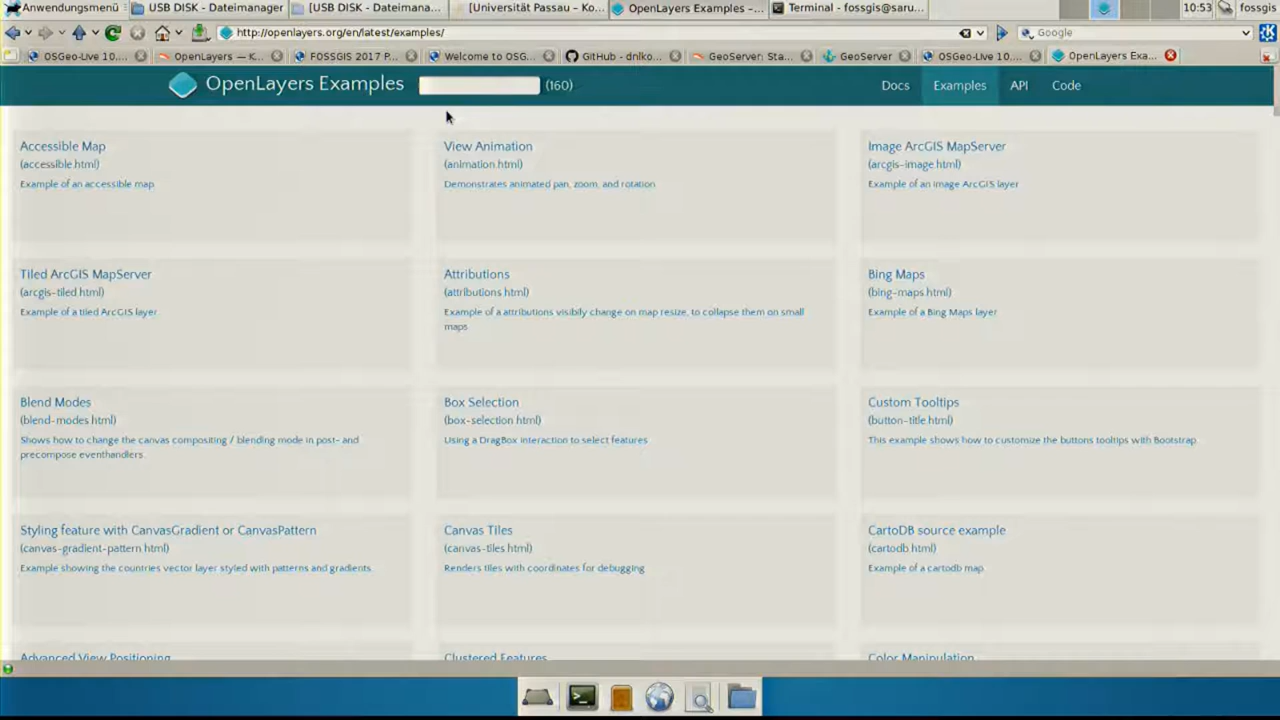 Anwendungsmenü
USB DISK - Dateimanager
[USB DISK - Dateimana...
[Universität Passau - Ko...
OpenLayers Examples -...
Terminal - fossgis@saru...
10:53
fossgis
http://openlayers.org/en/latest/examples/
Google
OSGeo-Live 10....
OpenLayers — K...
FOSSGIS 2017 P...
Welcome to OSG...
GitHub - dnlko...
GeoServer: Sta...
GeoServer
OSGeo-Live 10....
OpenLayers Exa...
OpenLayers Examples
(160)
Docs
Examples
API
Code
Accessible Map
(accessible.html)
Example of an accessible map.
View Animation
(animation.html)
Demonstrates animated pan, zoom, and rotation.
Image ArcGIS MapServer
(arcgis-image.html)
Example of an image ArcGIS layer.
Tiled ArcGIS MapServer
(arcgis-tiled.html)
Example of a tiled ArcGIS layer.
Attributions
(attributions.html)
Example of a attributions visibily change on map resize, to collapse them on small
maps.
Bing Maps
(bing-maps.html)
Example of a Bing Maps layer.
Blend Modes
(blend-modes.html)
Shows how to change the canvas compositing / blending mode in post- and
precompose eventhandlers.
Box Selection
(box-selection.html)
Using a DragBox interaction to select features.
Custom Tooltips
(button-title.html)
This example shows how to customize the buttons tooltips with Bootstrap.
Styling feature with CanvasGradient or CanvasPattern
(canvas-gradient-pattern.html)
Example showing the countries vector layer styled with patterns and gradients.
Canvas Tiles
(canvas-tiles.html)
Renders tiles with coordinates for debugging.
CartoDB source example
(cartodb.html)
Example of a cartodb map.
Advanced View Positioning
Clustered Features
Color Manipulation